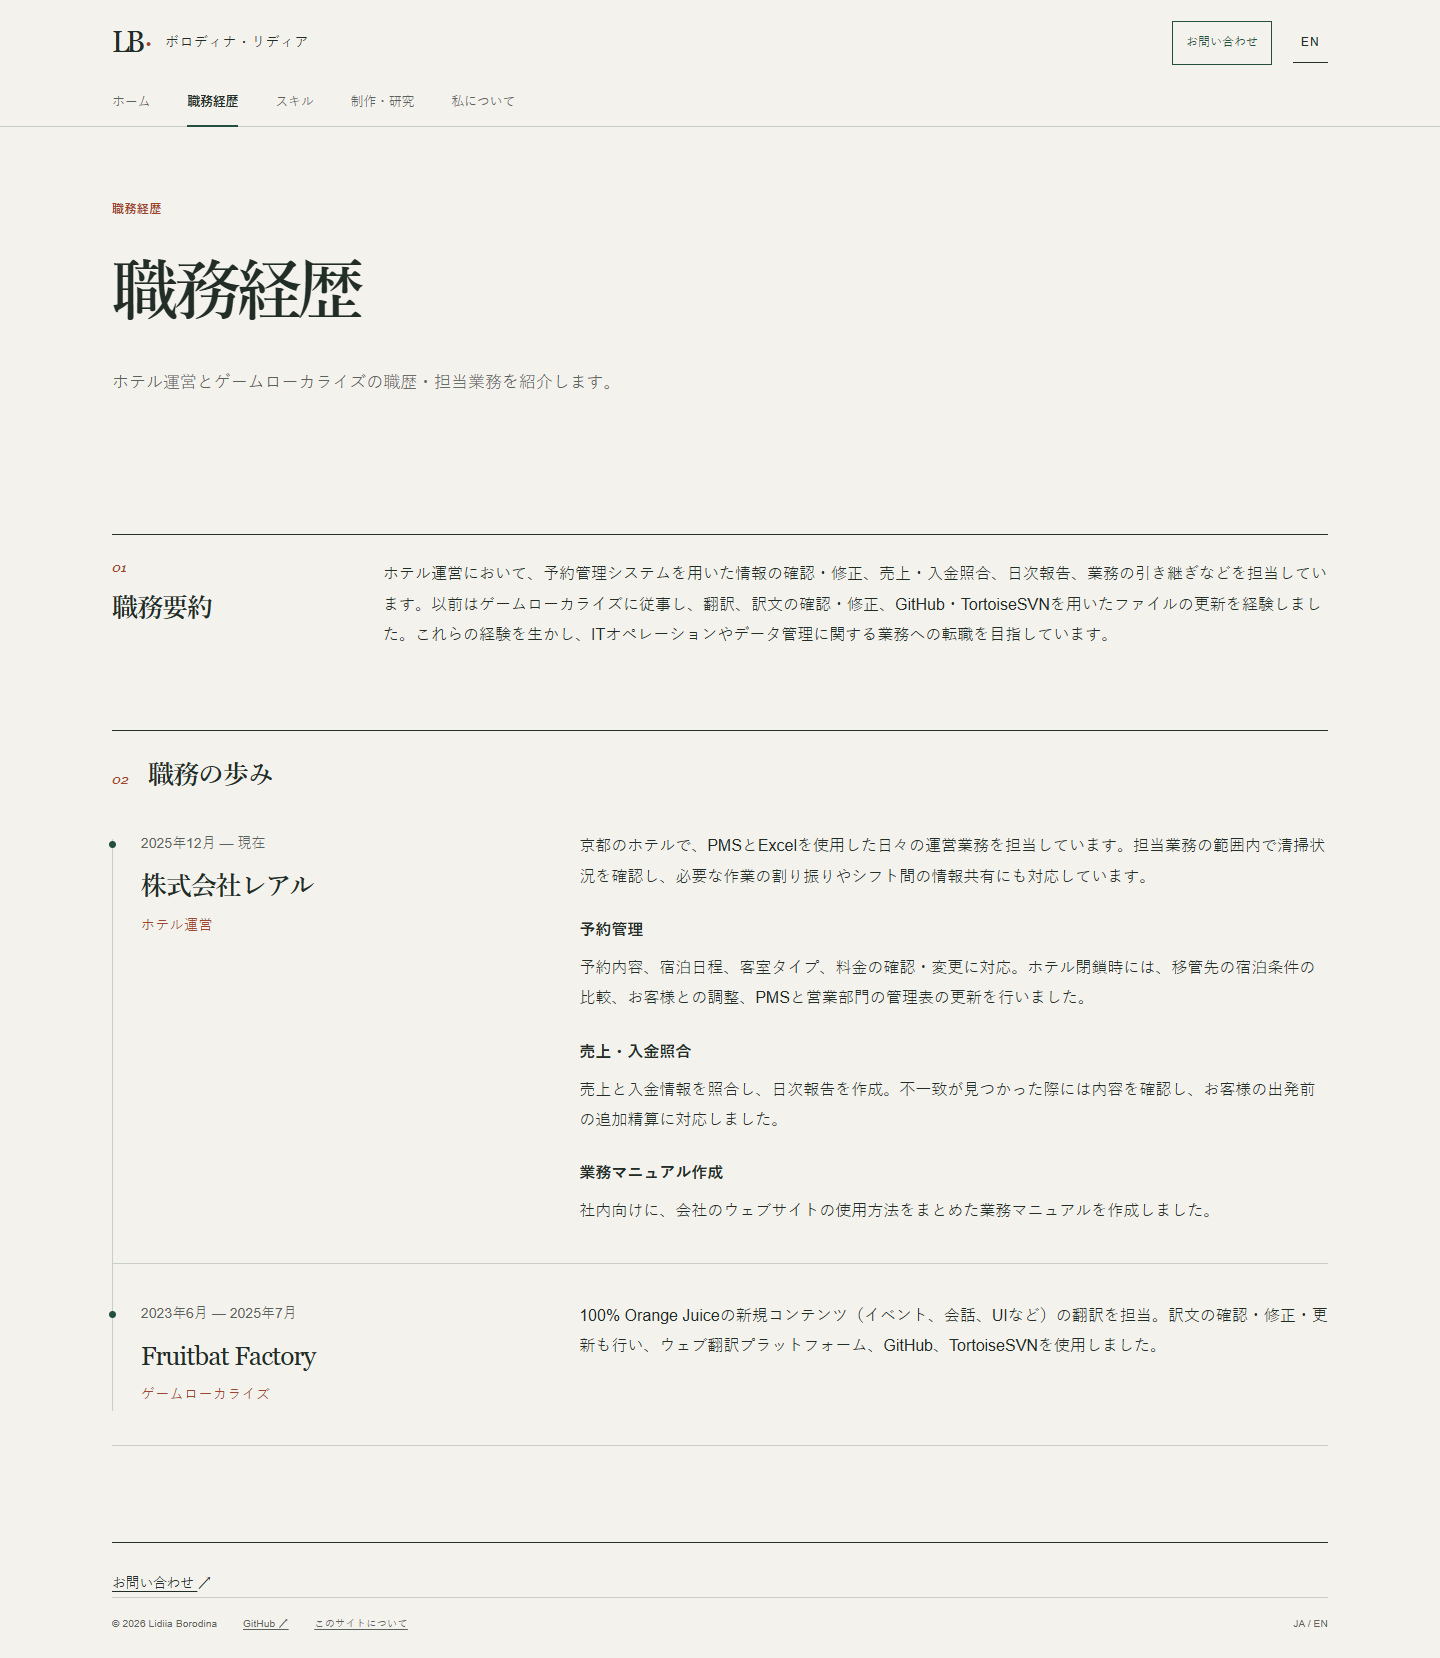 LB· ボロディナ・リディア
お問い合わせ
EN
ホーム 職務経歴 スキル 制作・研究 私について
職務経歴
職務経歴
ホテル運営とゲームローカライズの職歴・担当業務を紹介します。
01
職務要約
ホテル運営において、予約管理システムを用いた情報の確認・修正、売上・入金照合、日次報告、業務の引き継ぎなどを担当してい
ます。以前はゲームローカライズに従事し、翻訳、訳文の確認・修正、GitHub・TortoiseSVNを用いたファイルの更新を経験しまし
た。これらの経験を生かし、ITオペレーションやデータ管理に関する業務への転職を目指しています。
02 職務の歩み
2025年12月 — 現在
株式会社レアル
ホテル運営
京都のホテルで、PMSとExcelを使用した日々の運営業務を担当しています。担当業務の範囲内で清掃状
況を確認し、必要な作業の割り振りやシフト間の情報共有にも対応しています。
予約管理
予約内容、宿泊日程、客室タイプ、料金の確認・変更に対応。ホテル閉鎖時には、移管先の宿泊条件の
比較、お客様との調整、PMSと営業部門の管理表の更新を行いました。
売上・入金照合
売上と入金情報を照合し、日次報告を作成。不一致が見つかった際には内容を確認し、お客様の出発前
の追加精算に対応しました。
業務マニュアル作成
社内向けに、会社のウェブサイトの使用方法をまとめた業務マニュアルを作成しました。
2023年6月 — 2025年7月
Fruitbat Factory
ゲームローカライズ
100% Orange Juiceの新規コンテンツ（イベント、会話、UIなど）の翻訳を担当。訳文の確認・修正・更
新も行い、ウェブ翻訳プラットフォーム、GitHub、TortoiseSVNを使用しました。
お問い合わせ ↗
© 2026 Lidiia Borodina GitHub ↗ このサイトについて
JA / EN